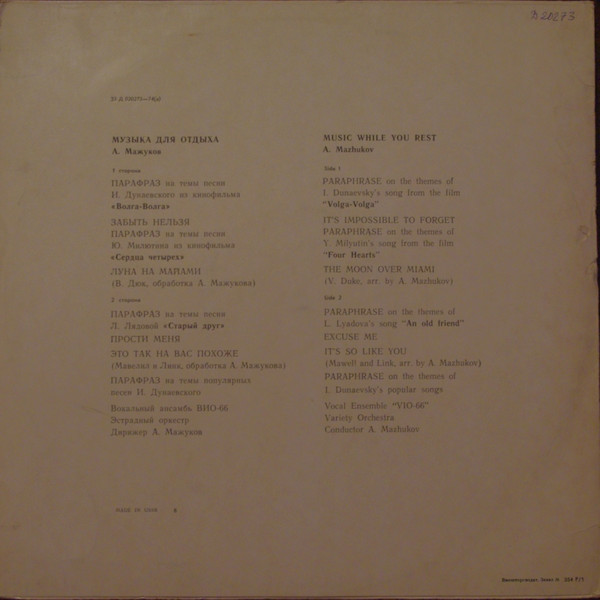 Д 20273
33 Д 020273—74(а)
МУЗЫКА ДЛЯ ОТДЫХА
А. Мажуков
1 сторона
ПАРАФРАЗ на темы песни
И. Дунаевского из кинофильма
«Волга-Волга»
ЗАБЫТЬ НЕЛЬЗЯ
ПАРАФРАЗ на темы песни
Ю. Милютина из кинофильма
«Сердца четырех»
ЛУНА НА МАЙАМИ
(В. Дюк, обработка А. Мажукова)
2 сторона
ПАРАФРАЗ на темы песни
Л. Лядовой «Старый друг»
ПРОСТИ МЕНЯ
ЭТО ТАК НА ВАС ПОХОЖЕ
(Мавелил и Линк, обработка А. Мажукова)
ПАРАФРАЗ на темы популярных
песен И. Дунаевского
Вокальный ансамбль ВИО-66
Эстрадный оркестр
Дирижер А. Мажуков
MUSIC WHILE YOU REST
A. Mazhukov
Side 1
PARAPHRASE on the themes of
I. Dunaevsky's song from the film
"Volga-Volga"
IT'S IMPOSSIBLE TO FORGET
PARAPHRASE on the themes of
Y. Milyutin's song from the film
"Four Hearts"
THE MOON OVER MIAMI
(V. Duke, arr. by A. Mazhukov)
Side 2
PARAPHRASE on the themes of
L. Lyadova's song "An old friend"
EXCUSE ME
IT'S SO LIKE YOU
(Mawell and Link, arr. by A. Mazhukov)
PARAPHRASE on the themes of
I. Dunaevsky's popular songs
Vocal Ensemble "VIO-66"
Variety Orchestra
Conductor A. Mazhukov
MADE IN USSR